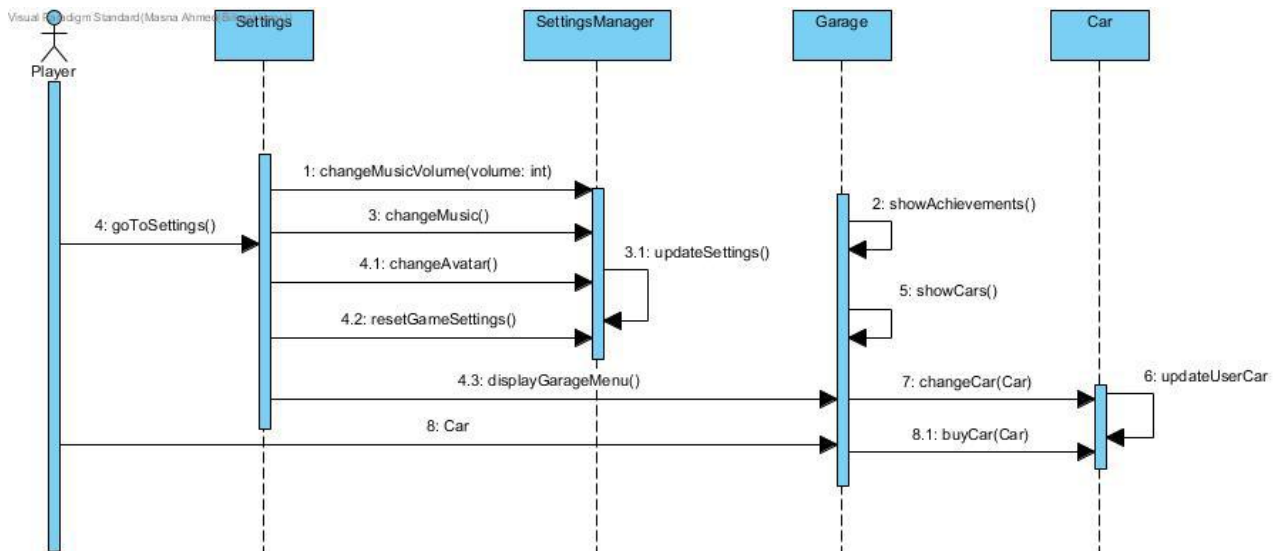 Visual Paradigm Standard(Masna Ahmed
Settings
SettingsManager
Garage
Car
Player
1: changeMusicVolume(volume: int)
2: showAchievements()
3: changeMusic()
4: goToSettings()
3.1: updateSettings()
4.1: changeAvatar()
5: showCars()
4.2: resetGameSettings()
4.3: displayGarageMenu()
7: changeCar(Car)
6: updateUserCar
8: Car
8.1: buyCar(Car)